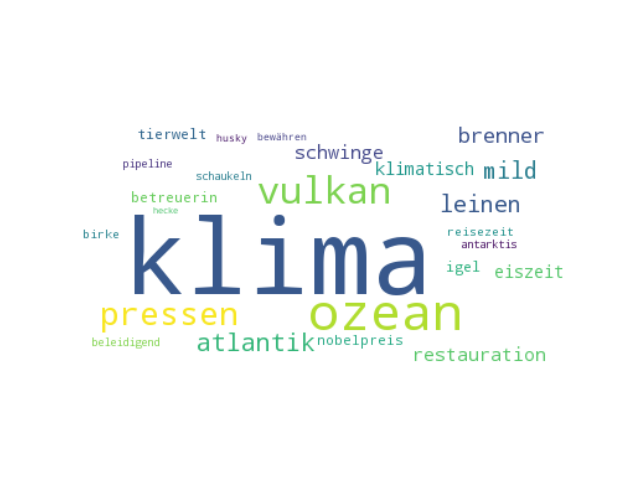 tierwelt husky bewähren brenner
schwinge
pipeline klimatisch mild
schaukeln
betreuerin vulkan leinen
hecke
birke klima reisezeit
antarktis
igel eiszeit
pressen ozean
beleidigend atlantik nobelpreis
restauration